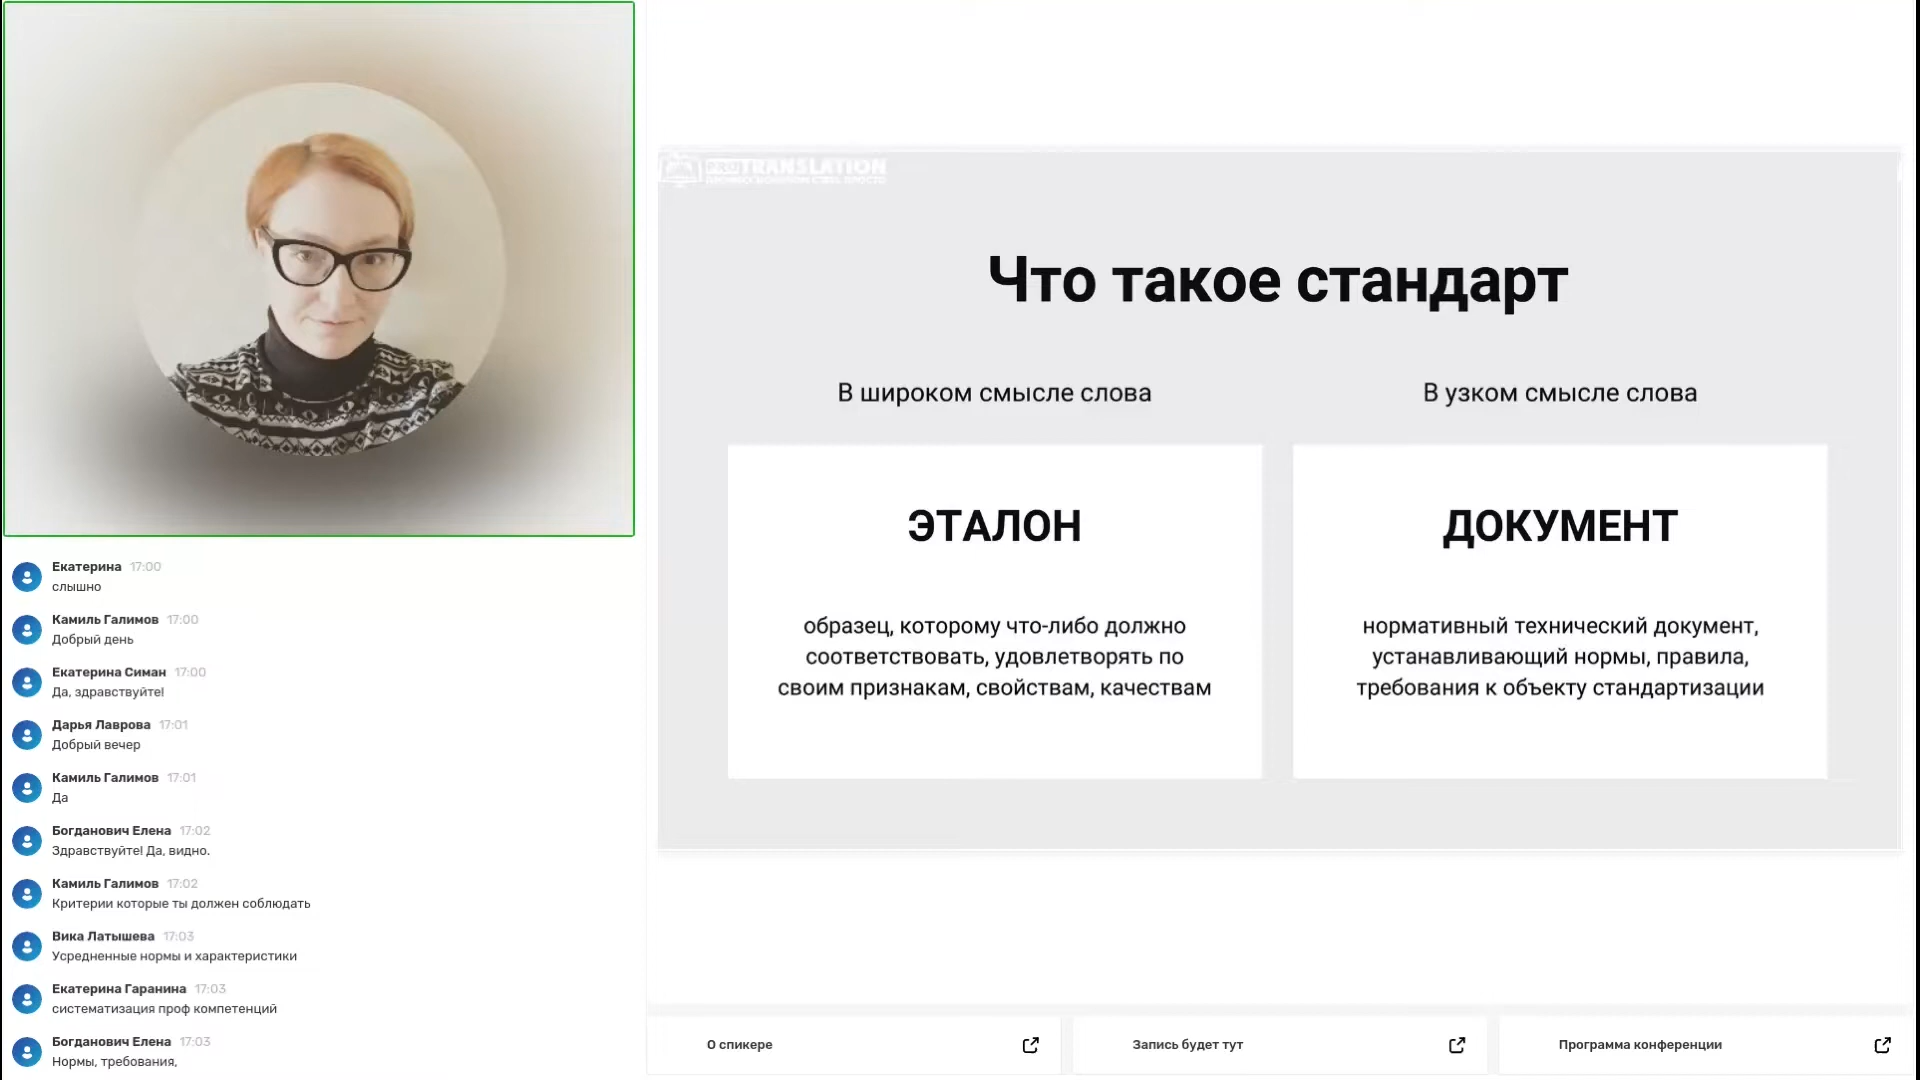 Екатерина 17:00
слышно
Камиль Галимов 17:00
Добрый день
Екатерина Симан 17:00
Да, здравствуйте!
Дарья Лаврова 17:01
Добрый вечер
Камиль Галимов 17:01
Да
Богданович Елена 17:02
Здравствуйте! Да, видно.
Камиль Галимов 17:02
Критерии которые ты должен соблюдать
Вика Латышева 17:03
Усредненные нормы и характеристики
Екатерина Гаранина 17:03
систематизация проф компетенций
Богданович Елена 17:03
Нормы, требования,
PROTRANSLATION
Что такое стандарт
В широком смысле слова
ЭТАЛОН
образец, которому что-либо должно
соответствовать, удовлетворять по
своим признакам, свойствам, качествам
В узком смысле слова
ДОКУМЕНТ
нормативный технический документ,
устанавливающий нормы, правила,
требования к объекту стандартизации
О спикере
Запись будет тут
Программа конференции